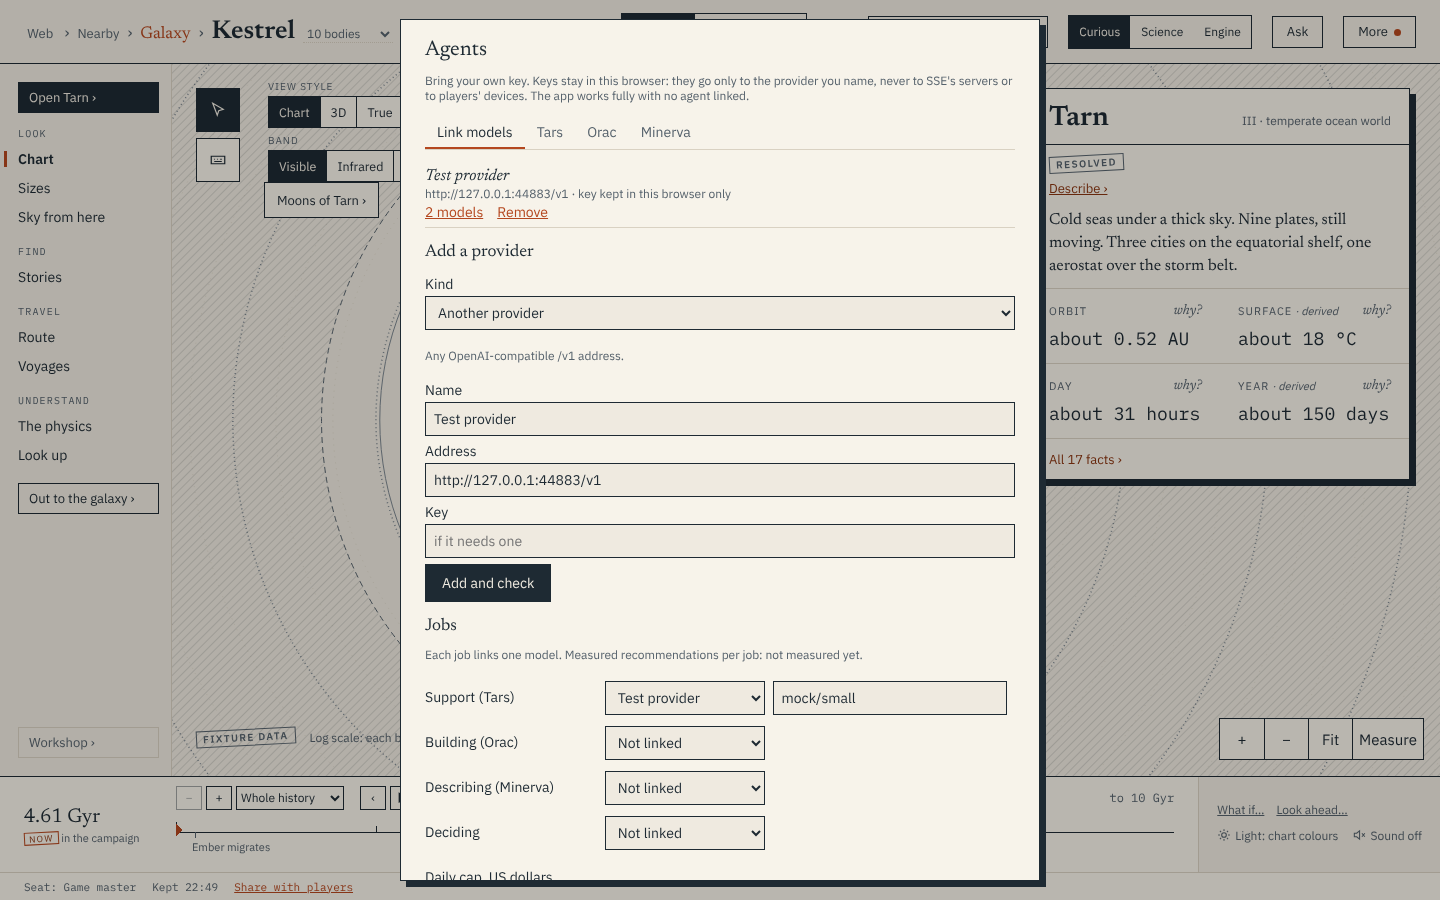 Web › Nearby › Galaxy › Kestrel 10 bodies
Curious Science Engine
Ask
More
Open Tarn ›
LOOK
Chart
Sizes
Sky from here
FIND
Stories
TRAVEL
Route
Voyages
UNDERSTAND
The physics
Look up
Out to the galaxy ›
Workshop ›
VIEW STYLE
Chart 3D True
BAND
Visible Infrared
Moons of Tarn ›
FIXTURE DATA Log scale: each
Agents
Bring your own key. Keys stay in this browser: they go only to the provider you name, never to SSE's servers or
to players' devices. The app works fully with no agent linked.
Link models Tars Orac Minerva
Test provider
http://127.0.0.1:44883/v1 · key kept in this browser only
2 models Remove
Add a provider
Kind
Another provider
Any OpenAI-compatible /v1 address.
Name
Test provider
Address
http://127.0.0.1:44883/v1
Key
if it needs one
Add and check
Jobs
Each job links one model. Measured recommendations per job: not measured yet.
Support (Tars) Test provider mock/small
Building (Orac) Not linked
Describing (Minerva) Not linked
Deciding Not linked
Daily cap, US dollars
Tarn III · temperate ocean world
RESOLVED
Describe ›
Cold seas under a thick sky. Nine plates, still
moving. Three cities on the equatorial shelf, one
aerostat over the storm belt.
ORBIT why? SURFACE · derived why?
about 0.52 AU about 18 °C
DAY why? YEAR · derived why?
about 31 hours about 150 days
All 17 facts ›
+ − Fit Measure
4.61 Gyr
NOW in the campaign
− + Whole history ‹
Ember migrates
to 10 Gyr
What if... Look ahead...
Light: chart colours Sound off
Seat: Game master Kept 22:49 Share with players